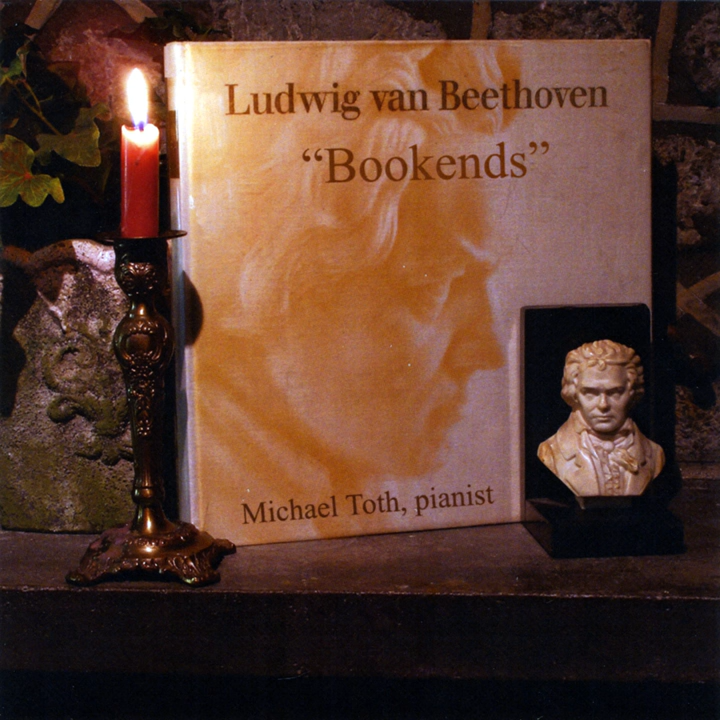 Ludwig van Beethoven
“Bookends”
Michael Toth, pianist